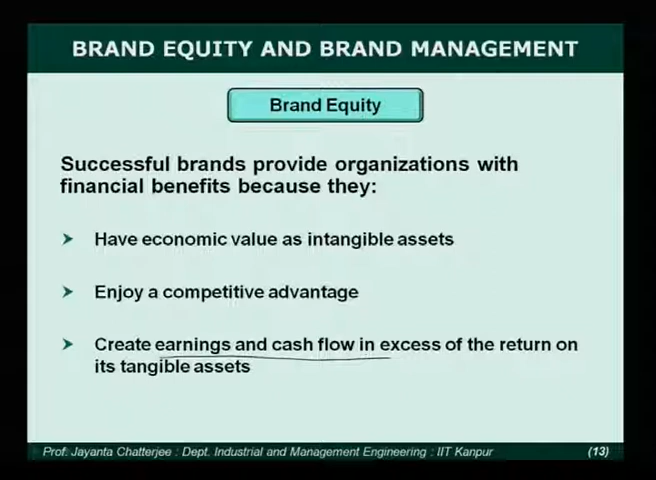 BRAND EQUITY AND BRAND MANAGEMENT
Brand Equity
Successful brands provide organizations with
financial benefits because they:
Have economic value as intangible assets
Enjoy a competitive advantage
Create earnings and cash flow in excess of the return on
its tangible assets
Prof. Jayanta Chatterjee : Dept. Industrial and Management Engineering : IIT Kanpur (13)